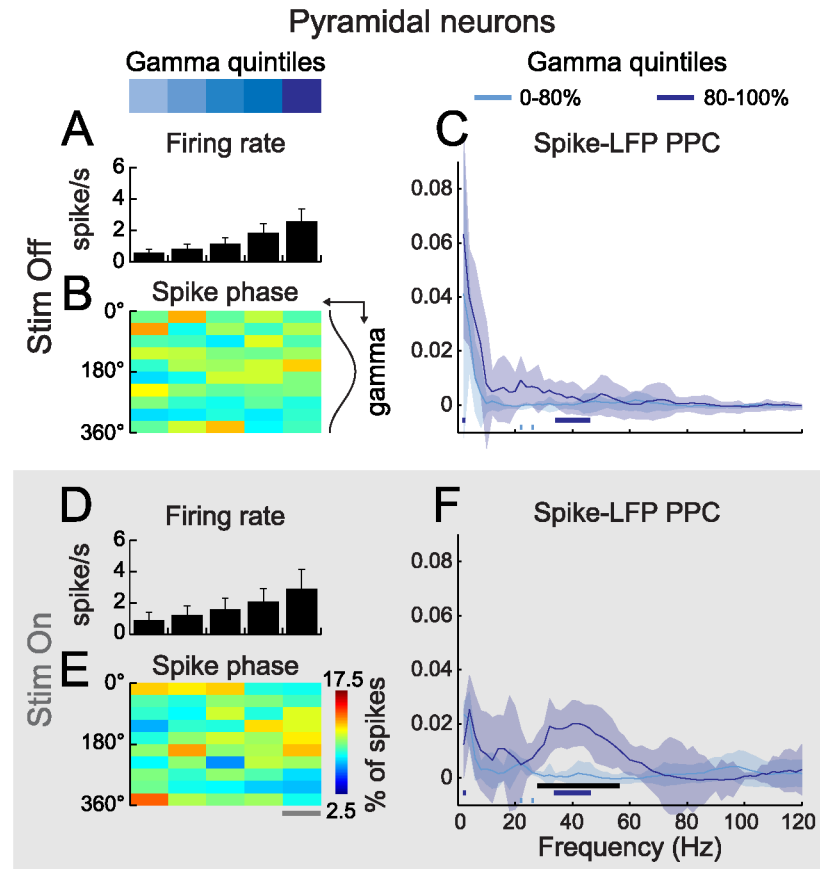 Pyramidal neurons
Gamma quintiles
Gamma quintiles
0-80%
80-100%
A
Firing rate
spike/s
6
4
2
0
Stim Off
B
Spike phase
0°
180°
360°
gamma
C
Spike-LFP PPC
0.08
0.06
0.04
0.02
0
D
Firing rate
spike/s
6
4
2
0
Stim On
E
Spike phase
0°
180°
360°
17.5
% of spikes
2.5
F
Spike-LFP PPC
0.08
0.06
0.04
0.02
0
0 20 40 60 80 100 120
Frequency (Hz)